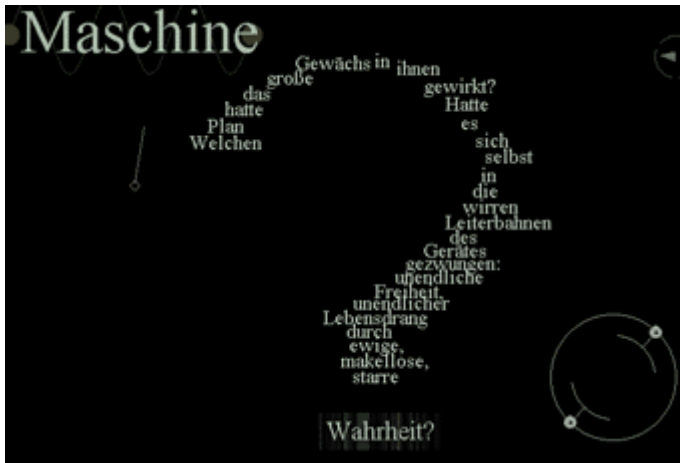 Maschine
Welchen
Plan
hatte
das
große
Gewächs
in
ihnen
gewirkt?
Hatte
es
sich
selbst
in
die
wirren
Leiterbahnen
des
Gerätes
gezwungen:
unendliche
Freiheit,
unendlicher
Lebensdrang
durch
ewige,
makellose,
starre
Wahrheit?